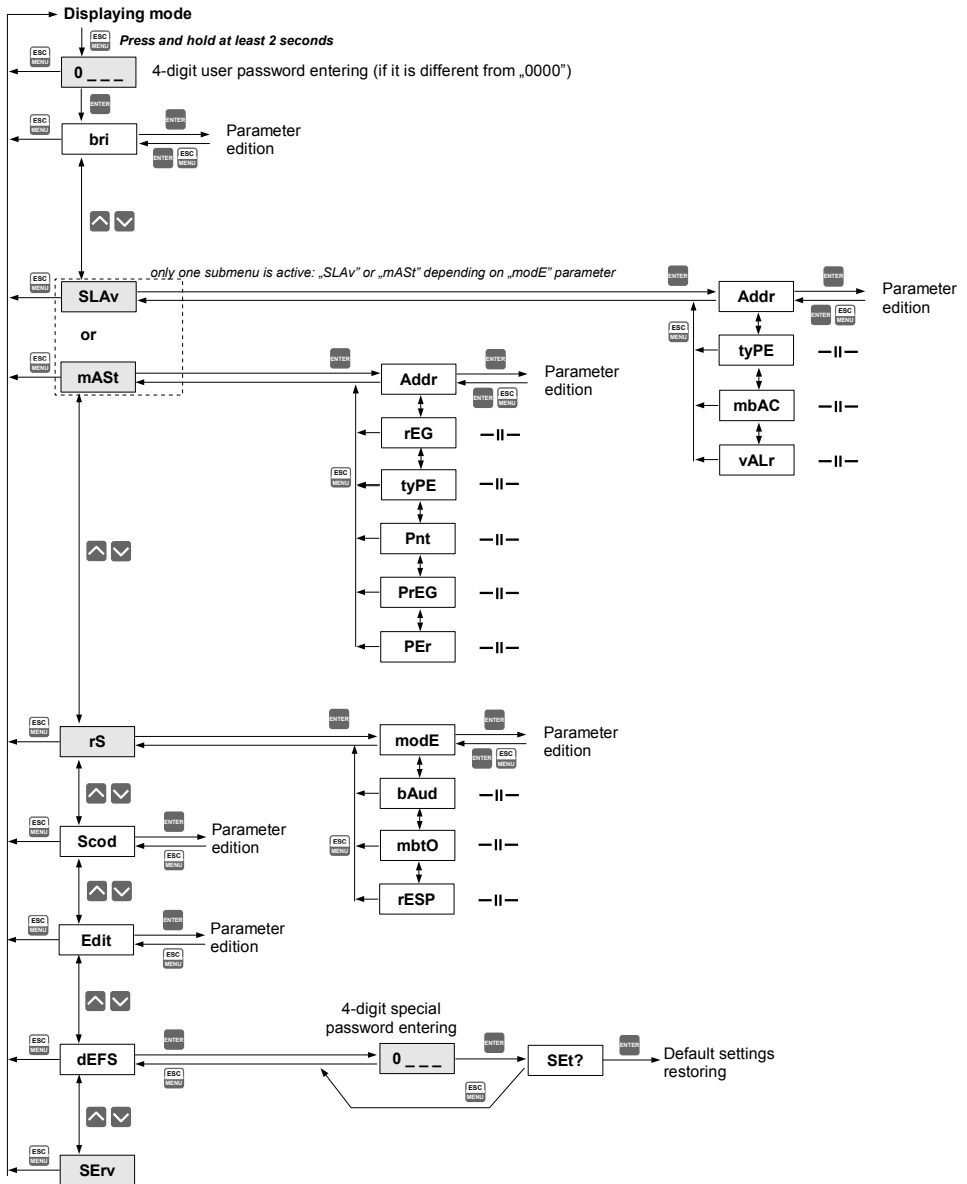 Displaying mode
ESC
MENU
Press and hold at least 2 seconds
ESC
MENU
0 _ _ _
4-digit user password entering (if it is different from „0000”)
ENTER
ESC
MENU
bri
ENTER
ENTER
ESC
MENU
Parameter
edition
only one submenu is active: „SLAv” or „mASt” depending on „modE” parameter
ESC
MENU
SLAv
ENTER
Addr
ENTER
ENTER
ESC
MENU
Parameter
edition
or
ESC
MENU
tyPE
—II—
mbAC
—II—
vALr
—II—
ESC
MENU
mASt
ENTER
Addr
ENTER
ENTER
ESC
MENU
Parameter
edition
rEG
—II—
ESC
MENU
tyPE
—II—
Pnt
—II—
PrEG
—II—
PEr
—II—
ESC
MENU
rS
ENTER
modE
ENTER
ENTER
ESC
MENU
Parameter
edition
bAud
—II—
ESC
MENU
mbtO
—II—
rESP
—II—
ESC
MENU
Scod
ENTER
ESC
MENU
Parameter
edition
ESC
MENU
Edit
ENTER
ESC
MENU
Parameter
edition
4-digit special
password entering
ESC
MENU
dEFS
ENTER
ESC
MENU
0 _ _ _
ENTER
ESC
MENU
SEt?
ENTER
Default settings
restoring
ESC
MENU
SErv